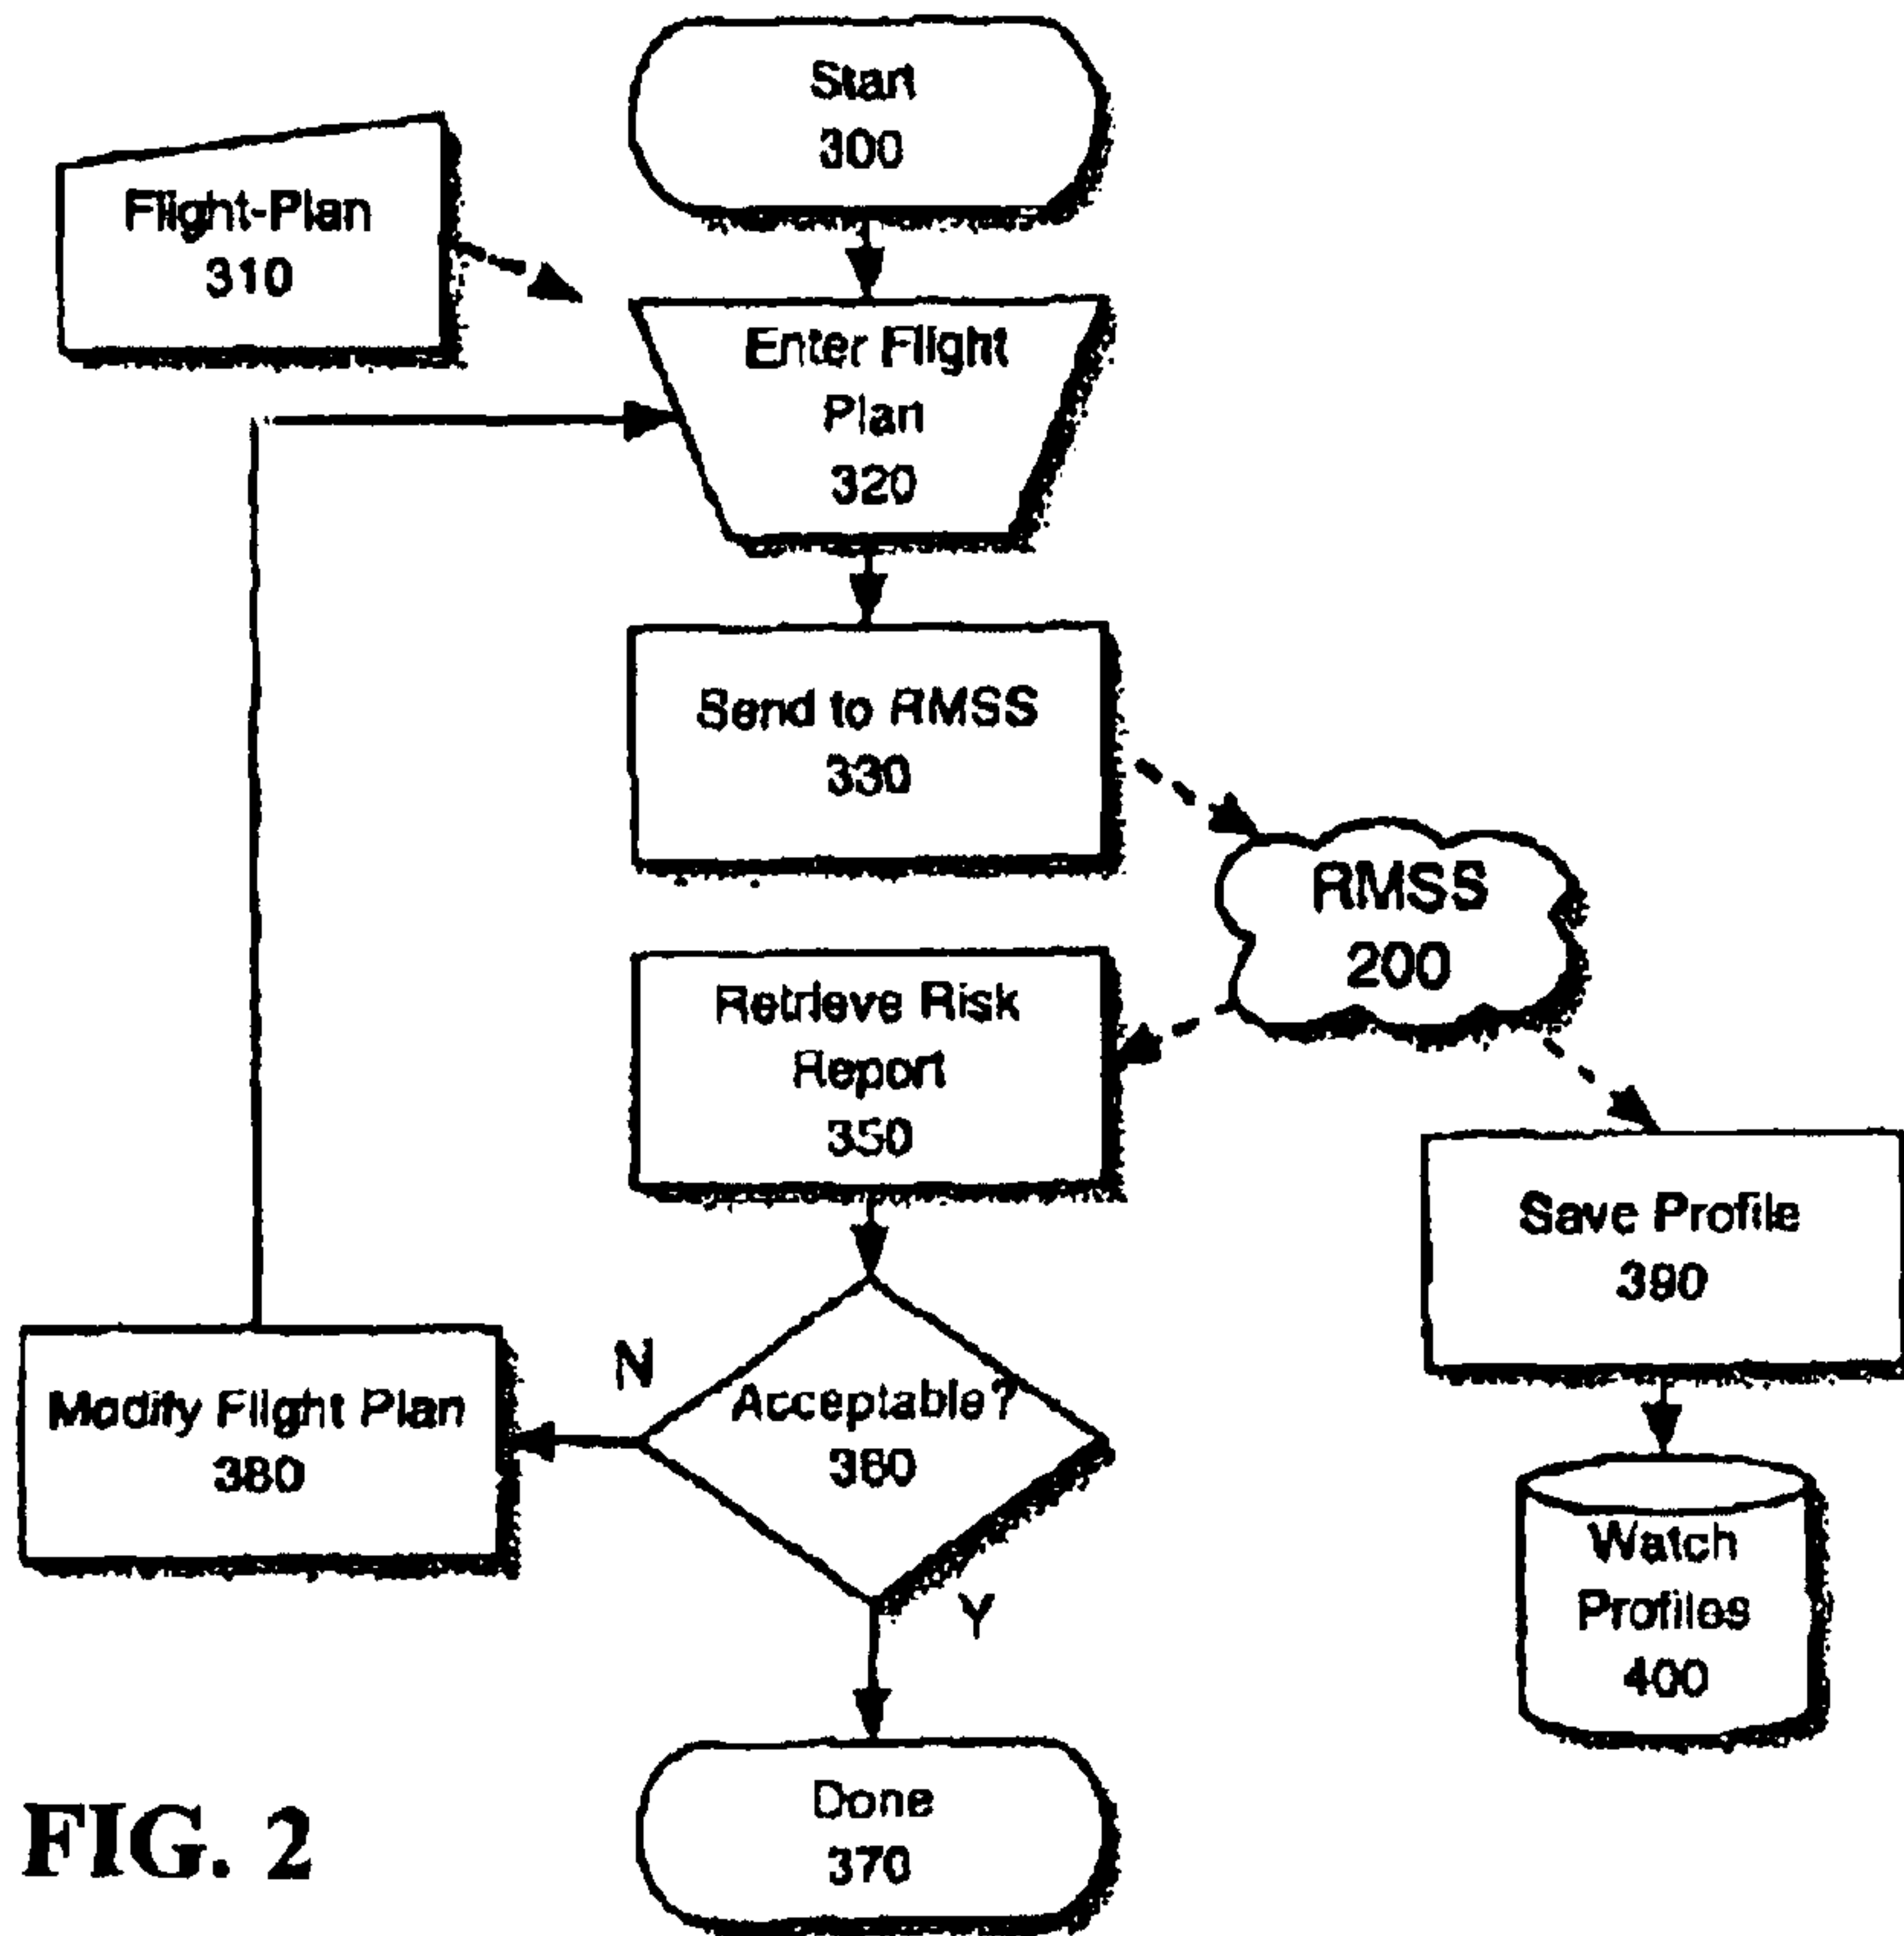 Start
300
Flight-Plan
310
Enter Flight
Plan
320
Send to RMSS
330
RMSS
200
Retrieve Risk
Report
350
Save Profile
390
N
Acceptable?
360
Modify Flight Plan
380
Y
Watch
Profiles
400
Done
370
FIG. 2